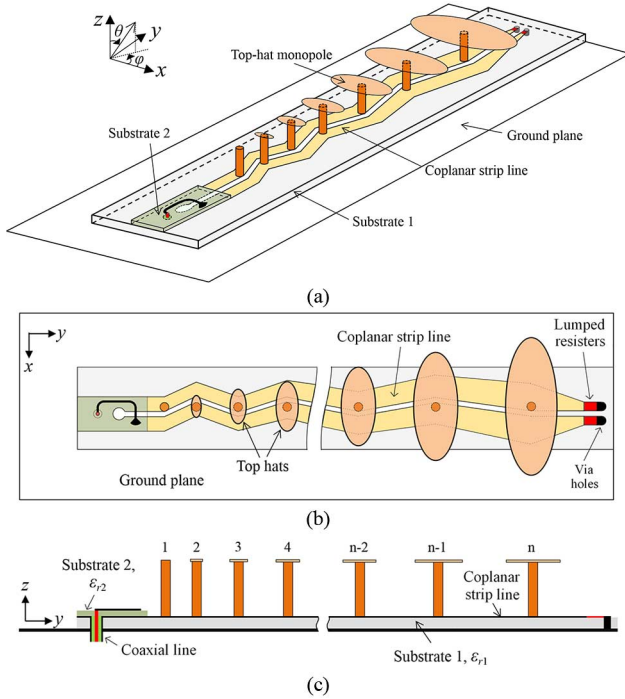 z
θ
y
φ
x
Top-hat monopole
Substrate 2
Ground plane
Coplanar strip line
Substrate 1
(a)
y
x
Coplanar strip line
Lumped
resisters
Top hats
Via
holes
Ground plane
(b)
1 2 3 4 n-2 n-1 n
Substrate 2,
εr2
z
y
Coplanar
strip line
Coaxial line
Substrate 1, εr1
(c)